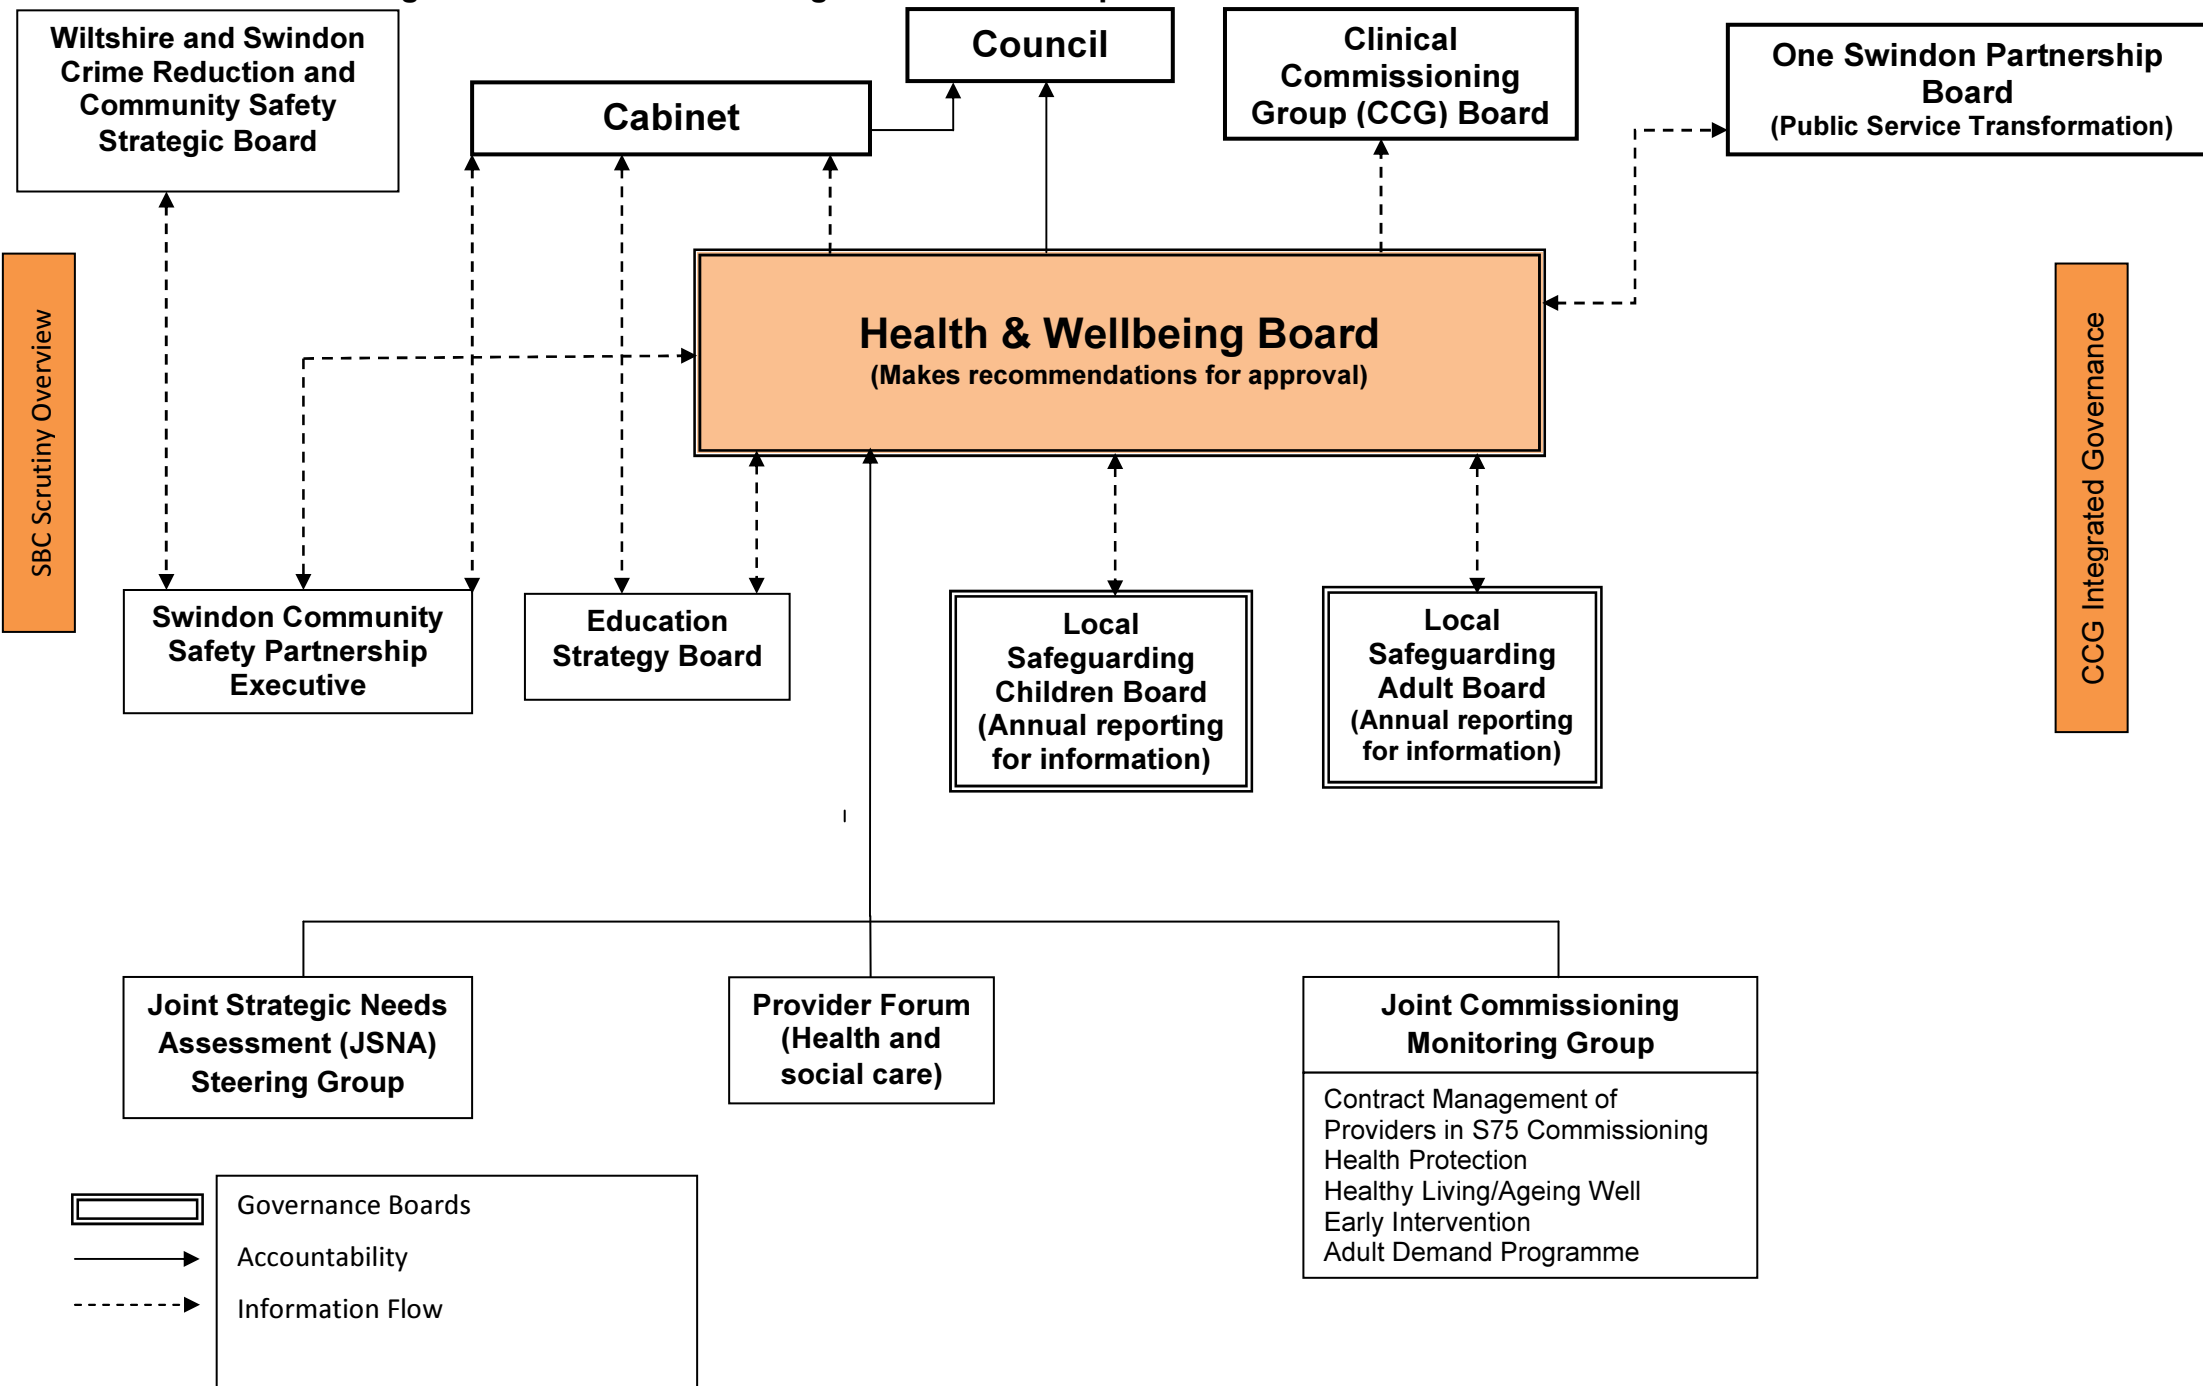 Wiltshire and Swindon
Crime Reduction and
Community Safety
Strategic Board
Cabinet
Council
Clinical
Commissioning
Group (CCG) Board
One Swindon Partnership
Board
(Public Service Transformation)
SBC Scrutiny Overview
Health & Wellbeing Board
(Makes recommendations for approval)
CCG Integrated Governance
Swindon Community
Safety Partnership
Executive
Education
Strategy Board
Local
Safeguarding
Children Board
(Annual reporting
for information)
Local
Safeguarding
Adult Board
(Annual reporting
for information)
Joint Strategic Needs
Assessment (JSNA)
Steering Group
Provider Forum
(Health and
social care)
Joint Commissioning
Monitoring Group
Contract Management of
Providers in S75 Commissioning
Health Protection
Healthy Living/Ageing Well
Early Intervention
Adult Demand Programme
Governance Boards
Accountability
Information Flow